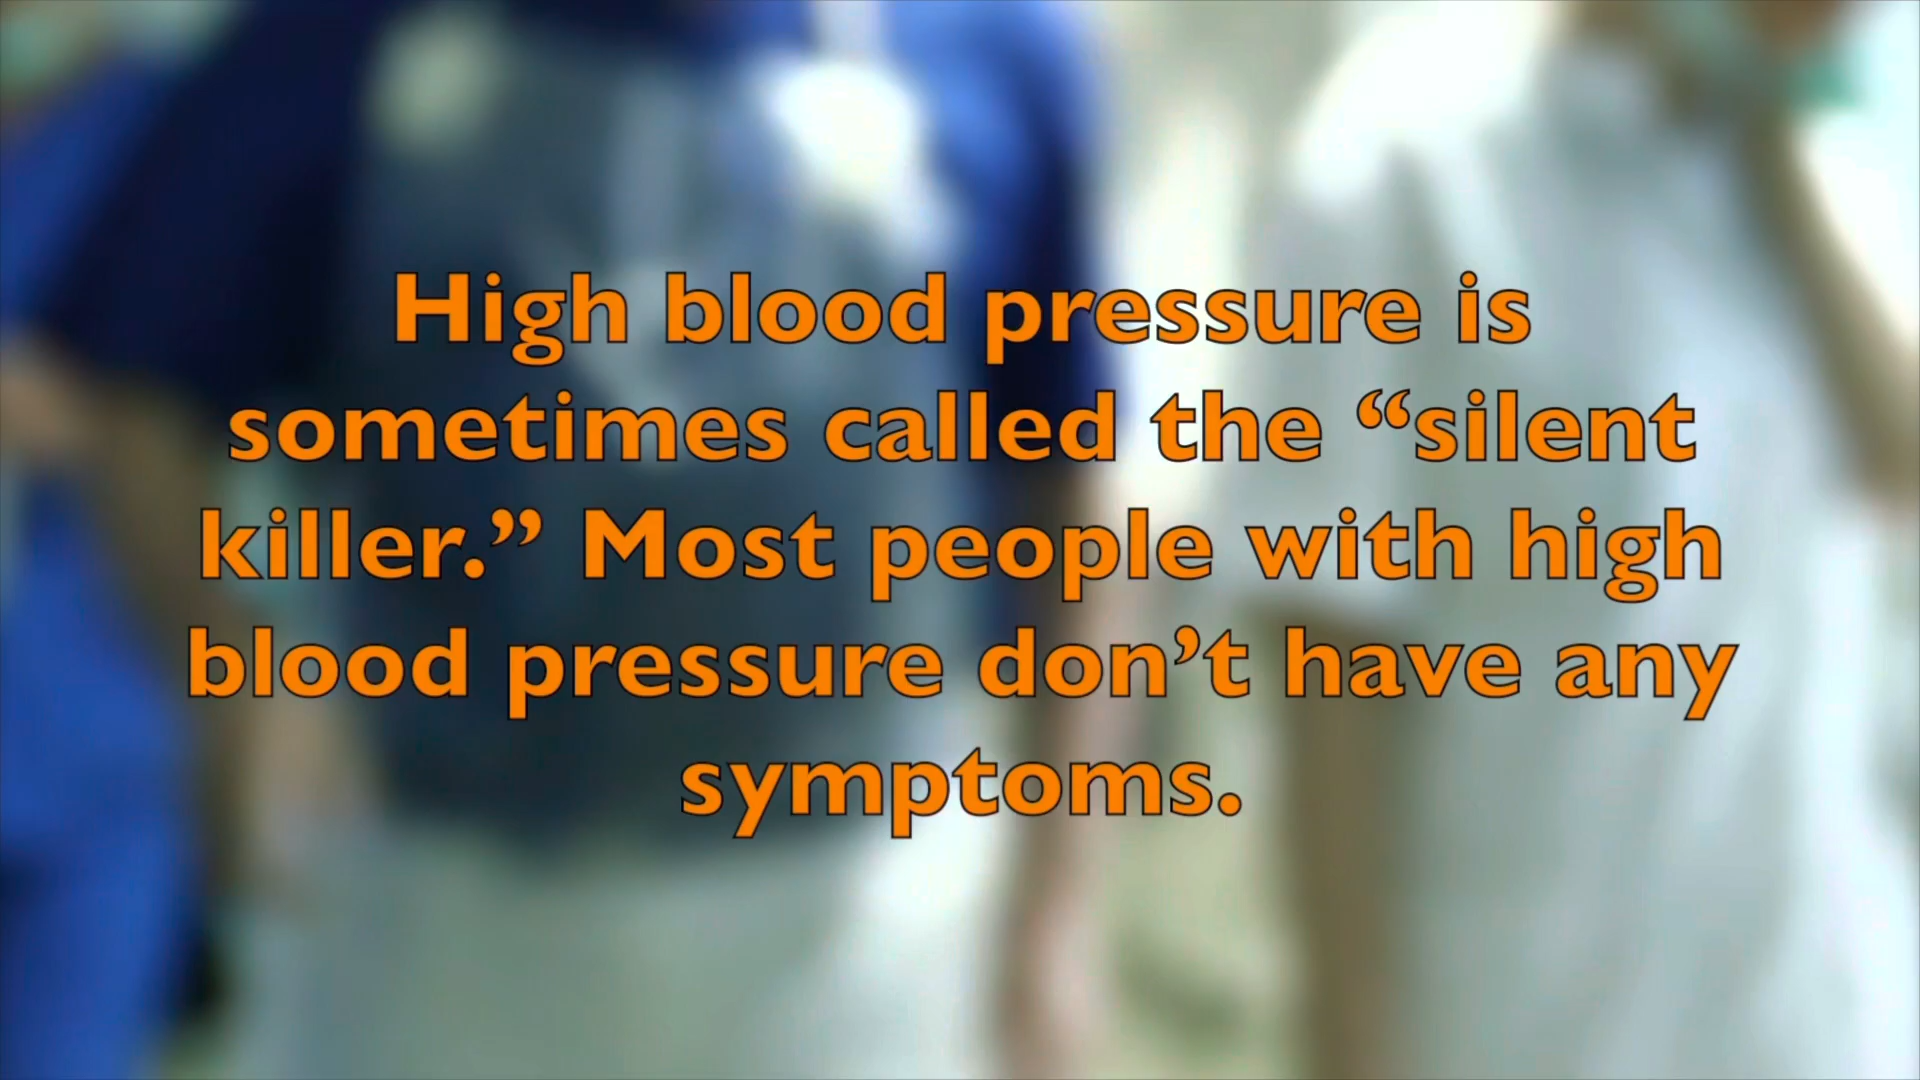 High blood pressure is
sometimes called the “silent
killer.” Most people with high
blood pressure don’t have any
symptoms.